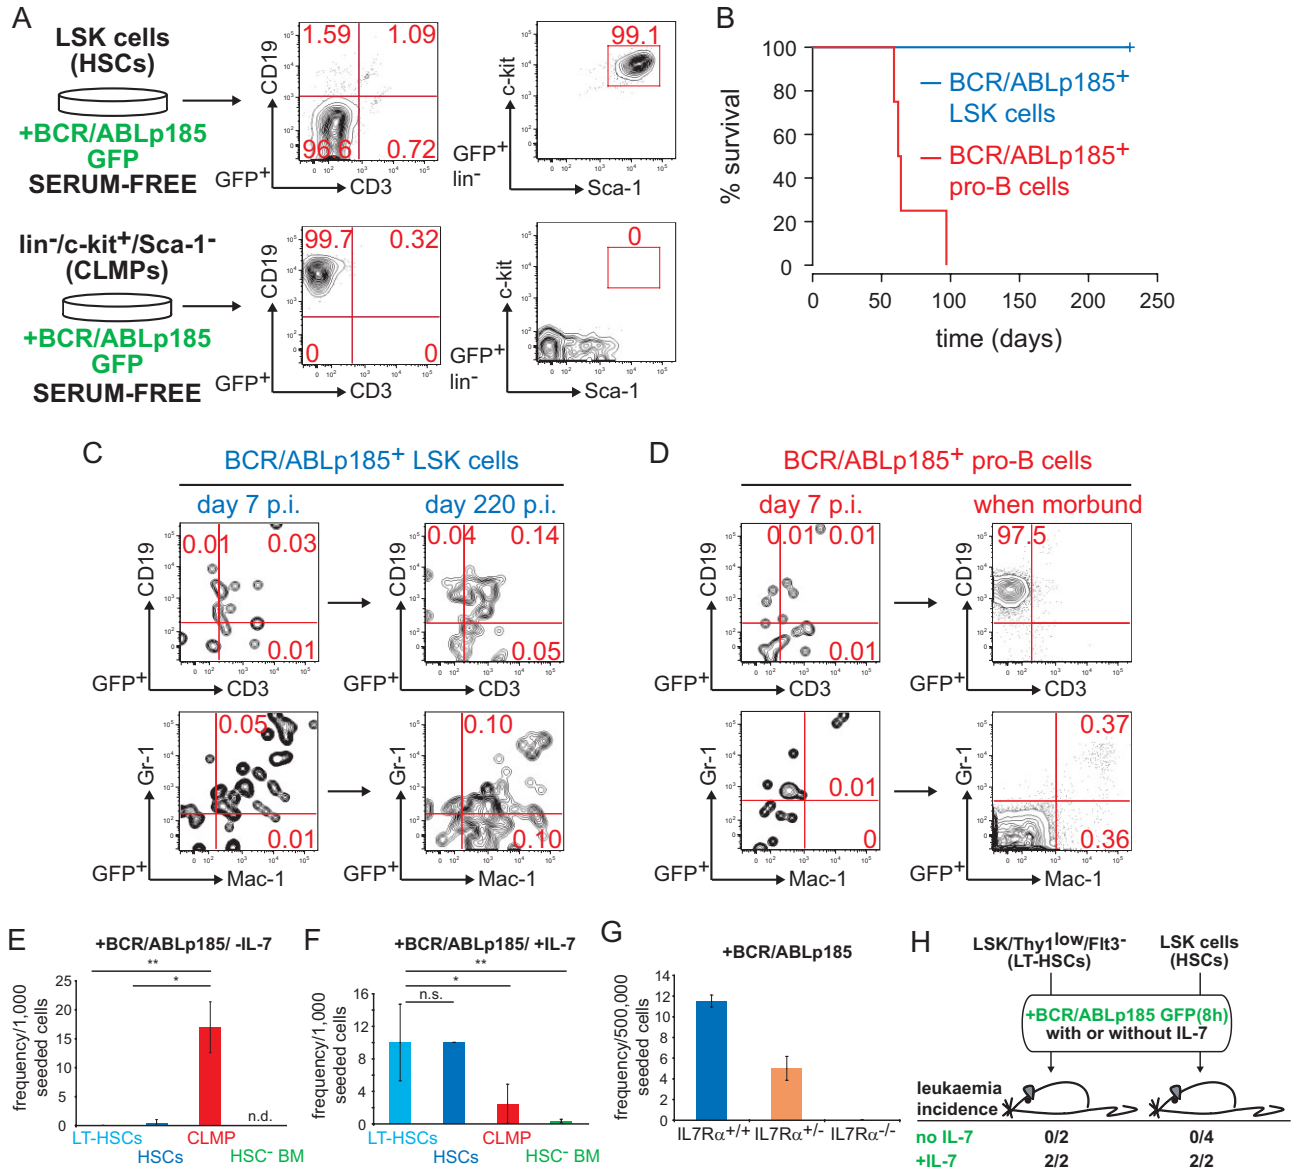 A
LSK cells
(HSCs)
+BCR/ABLp185
GFP
SERUM-FREE
CD19
1.59
1.09
96.6
0.72
GFP+
CD3
c-kit
99.1
GFP+
lin-
Sca-1
lin-/c-kit+/Sca-1-
(CLMPs)
+BCR/ABLp185
GFP
SERUM-FREE
CD19
99.7
0.32
0
0
GFP+
CD3
c-kit
0
GFP+
lin-
Sca-1
B
% survival
100
80
60
40
20
0
0 50 100 150 200 250
time (days)
BCR/ABLp185+
LSK cells
BCR/ABLp185+
pro-B cells
C
BCR/ABLp185+ LSK cells
day 7 p.i.
day 220 p.i.
CD19
0.01
0.03
0.01
GFP+
CD3
CD19
0.04
0.14
0.05
GFP+
CD3
Gr-1
0.05
0.01
GFP+
Mac-1
Gr-1
0.10
0.10
GFP+
Mac-1
D
BCR/ABLp185+ pro-B cells
day 7 p.i.
when morbund
CD19
0.01
0.01
0.01
GFP+
CD3
CD19
97.5
GFP+
CD3
Gr-1
0.01
0
GFP+
Mac-1
Gr-1
0.37
0.36
GFP+
Mac-1
E
+BCR/ABLp185/ -IL-7
**
*
frequency/1,000
seeded cells
25
20
15
10
5
0
n.d.
LT-HSCs
HSCs
CLMP
HSC- BM
F
+BCR/ABLp185/ +IL-7
**
*
n.s.
frequency/1,000
seeded cells
16
14
12
10
8
6
4
2
0
LT-HSCs
HSCs
CLMP
HSC- BM
G
+BCR/ABLp185
frequency/500,000
seeded cells
14
12
10
8
6
4
2
0
IL7Rα+/+ IL7Rα+/- IL7Rα-/-
H
LSK/Thy1low/Flt3-
(LT-HSCs)
LSK cells
(HSCs)
+BCR/ABLp185 GFP(8h)
with or without IL-7
leukaemia
incidence
no IL-7 0/2 0/4
+IL-7 2/2 2/2